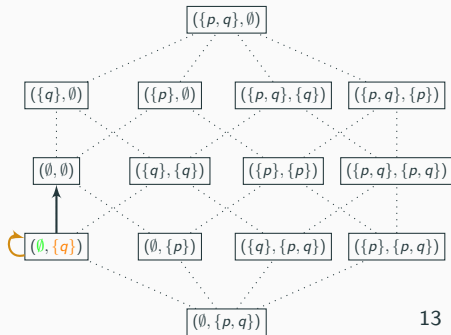 ({p, q}, ∅)
({q}, ∅) ({p}, ∅) ({p, q}, {q}) ({p, q}, {p})
(∅, ∅) ({q}, {q}) ({p}, {p}) ({p, q}, {p, q})
(∅, {q}) (∅, {p}) ({q}, {p, q}) ({p}, {p, q})
(∅, {p, q})
13